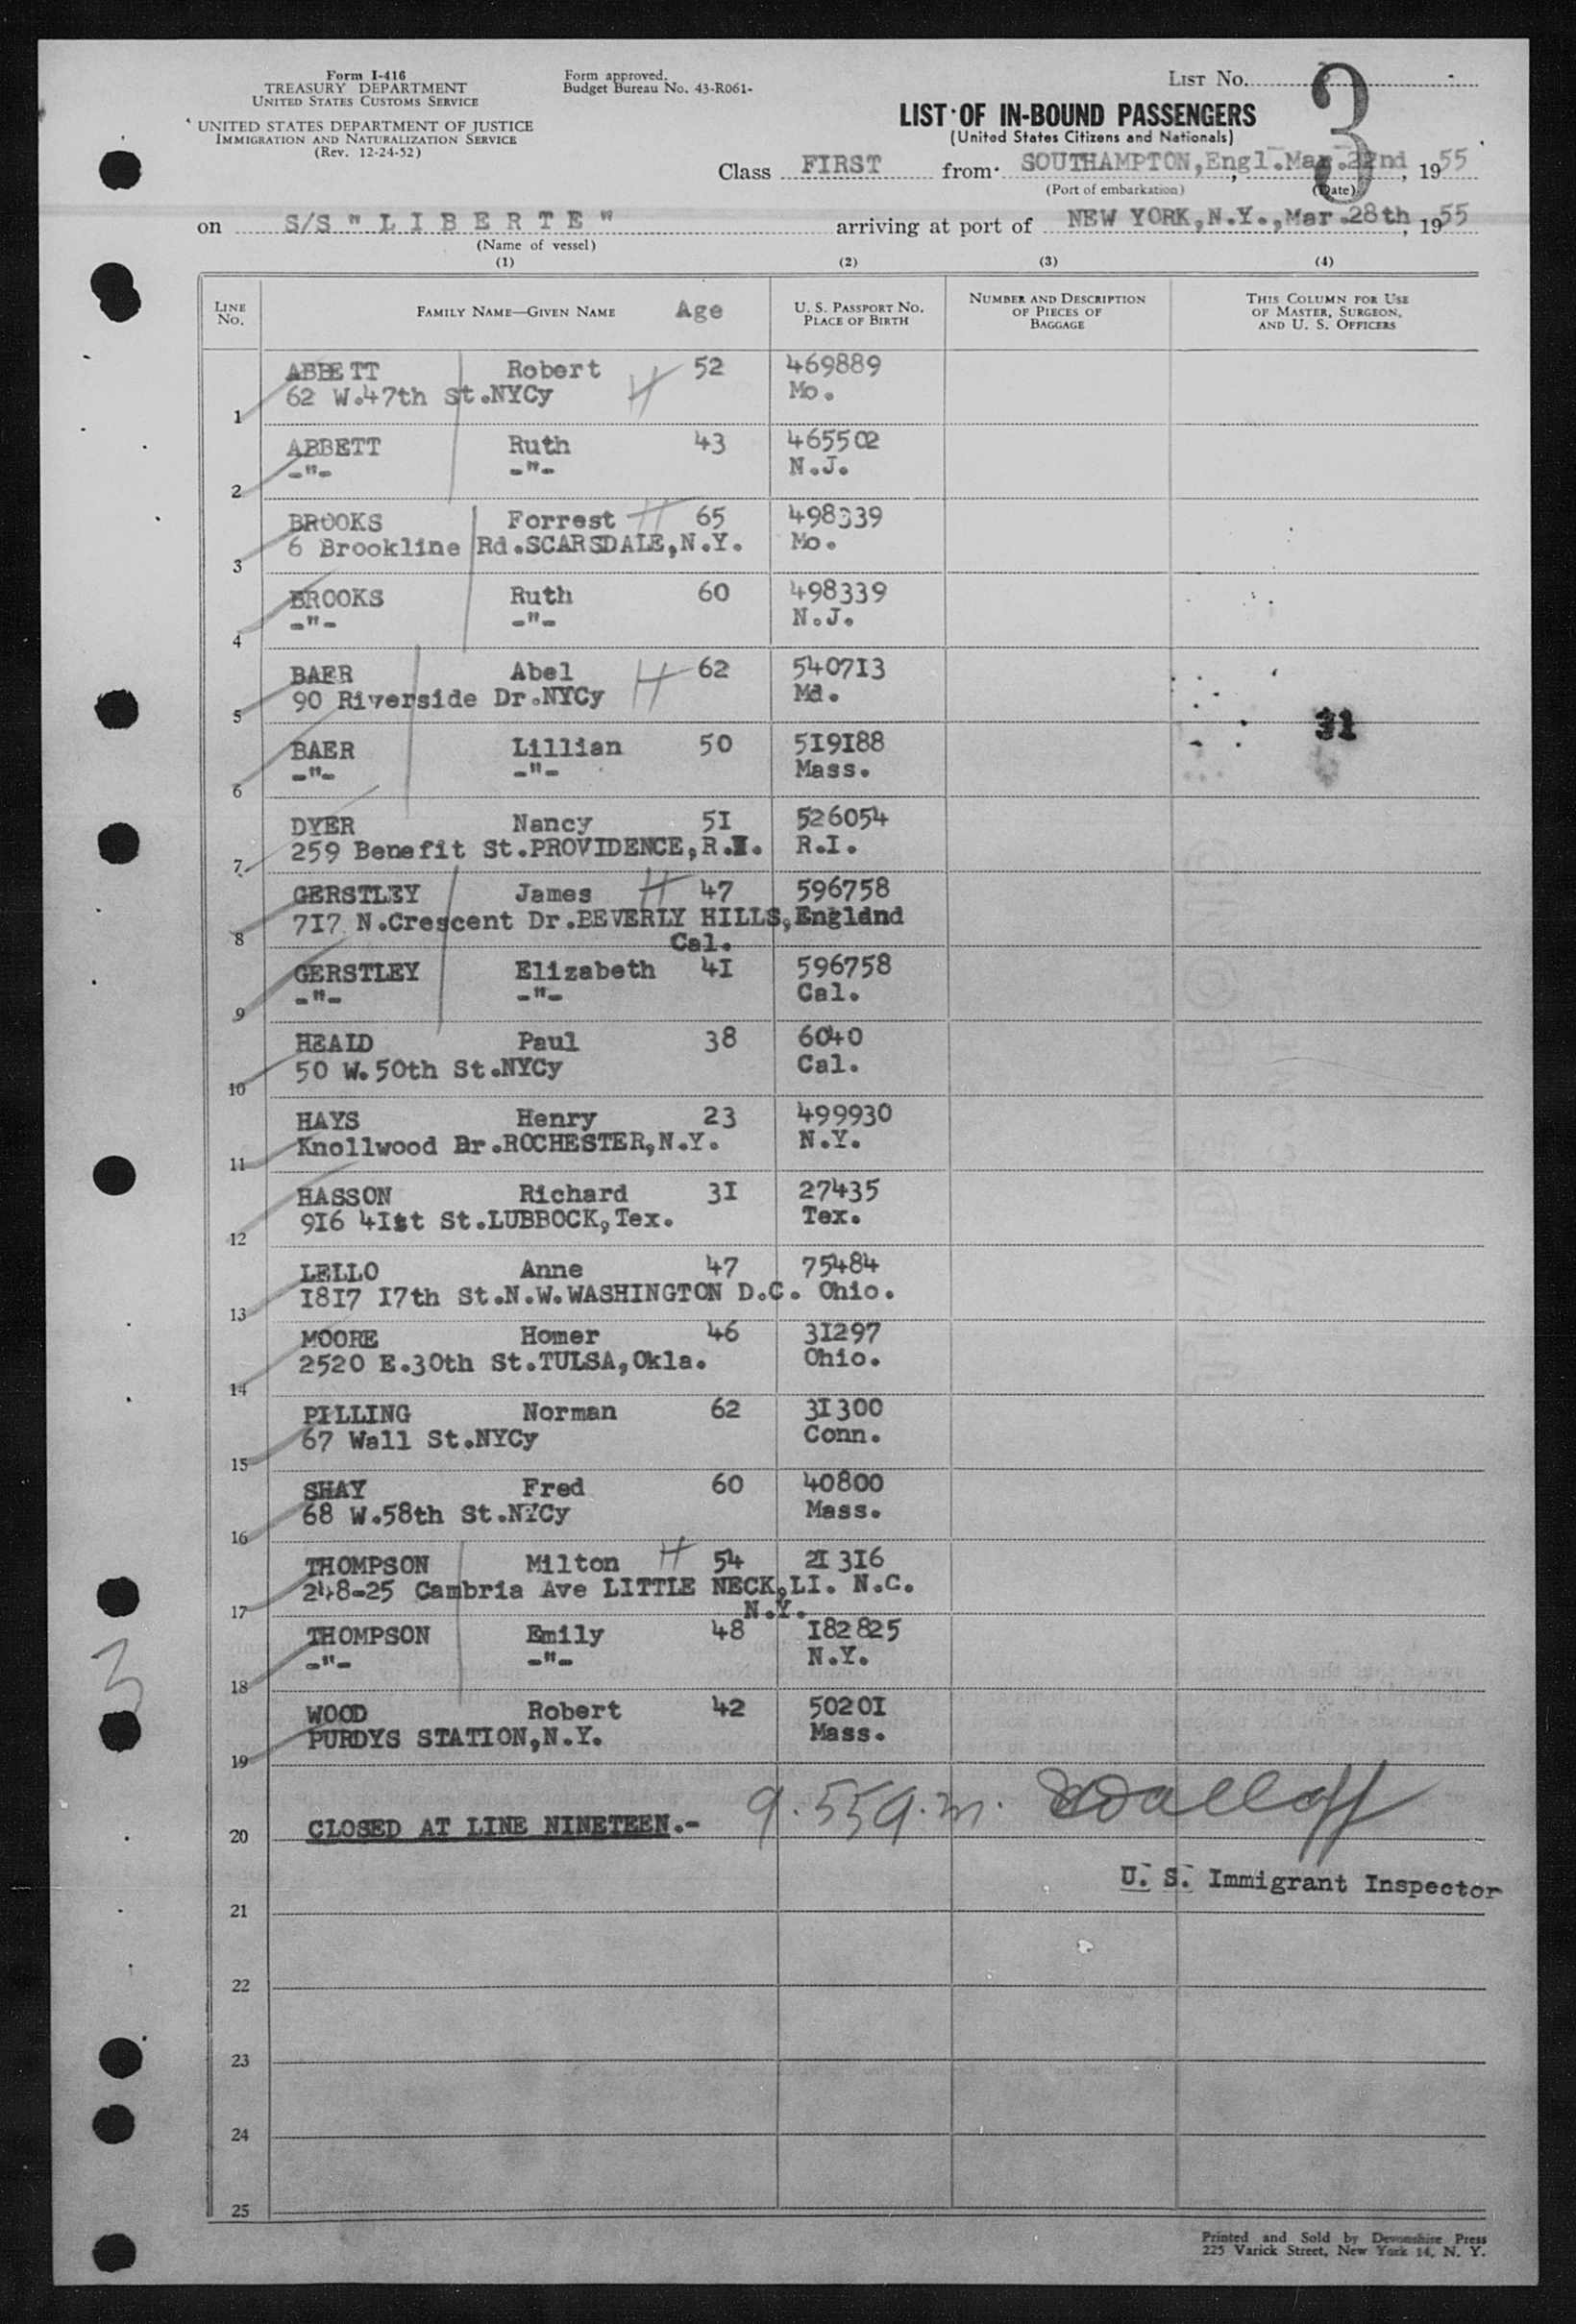 Form I-416
TREASURY DEPARTMENT
UNITED STATES CUSTOMS SERVICE
UNITED STATES DEPARTMENT OF JUSTICE
IMMIGRATION AND NATURALIZATION SERVICE
(Rev. 12-24-52)
Form approved.
Budget Bureau No. 43-R061-
LIST No. 3
LIST OF IN-BOUND PASSENGERS
(United States Citizens and Nationals)
Class FIRST from SOUTHAMPTON,Engl.Mar.22nd, 1955
(Port of embarkation) (Date)
on S/S "LIBERTE" arriving at port of NEW YORK,N.Y.,Mar.28th, 1955
(Name of vessel)
(1) (2) (3) (4)
LINE No. FAMILY NAME—GIVEN NAME Age U. S. PASSPORT NO. PLACE OF BIRTH NUMBER AND DESCRIPTION OF PIECES OF BAGGAGE THIS COLUMN FOR USE OF MASTER, SURGEON, AND U. S. OFFICERS
ABBETT Robert H 52 469889
1 62 W.47th St.NYCy Mo.
ABBETT Ruth 43 465502
2 -"- -"- N.J.
BROOKS Forrest H 65 498339
3 6 Brookline Rd.SCARSDALE,N.Y. Mo.
BROOKS Ruth 60 498339
4 -"- -"- N.J.
BAER Abel H 62 540713
5 90 Riverside Dr.NYCy Md.
31
BAER Lillian 50 519188
6 -"- -"- Mass.
DYER Nancy 51 526054
7 259 Benefit St.PROVIDENCE,R.I. R.I.
GERSTLEY James H 47 596758
8 717 N.Crescent Dr.BEVERLY HILLS,England
Cal.
GERSTLEY Elizabeth 41 596758
9 -"- -"- Cal.
HEALD Paul 38 6040
10 50 W.50th St.NYCy Cal.
HAYS Henry 23 499930
11 Knollwood Dr.ROCHESTER,N.Y. N.Y.
HASSON Richard 31 27435
12 916 41st St.LUBBOCK,Tex. Tex.
LELLO Anne 47 75484
13 1817 17th St.N.W.WASHINGTON D.C. Ohio.
MOORE Homer 46 31297
14 2520 E.30th St.TULSA,Okla. Ohio.
PILLING Norman 62 31300
15 67 Wall St.NYCy Conn.
SHAY Fred 60 40800
16 68 W.58th St.NYCy Mass.
THOMPSON Milton H 54 21316
17 248-25 Cambria Ave LITTLE NECK,LI. N.C.
N.Y.
THOMPSON Emily 48 182825
18 -"- -"- N.Y.
WOOD Robert 42 50201
19 PURDYS STATION,N.Y. Mass.
3
20 CLOSED AT LINE NINETEEN.- 9.55 a.m.
U. S. Immigrant Inspector
21
22
23
24
25
Printed and Sold by Devonshire Press
225 Varick Street, New York 14, N. Y.